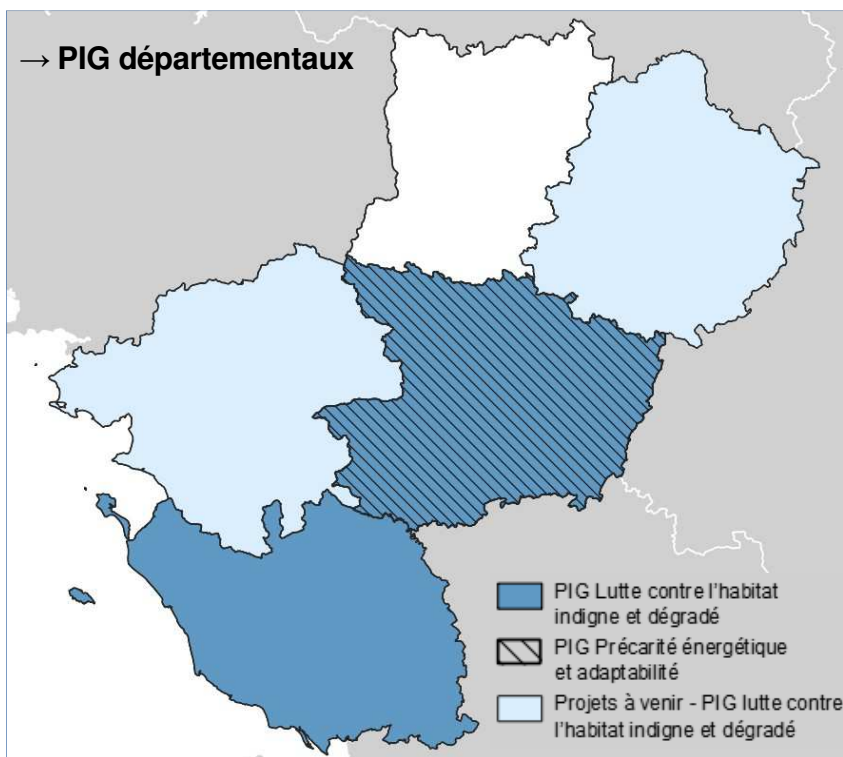 → PIG départementaux
PIG Lutte contre l'habitat
indigne et dégradé
PIG Précarité énergétique
et adaptabilité
Projets à venir - PIG lutte contre
l'habitat indigne et dégradé